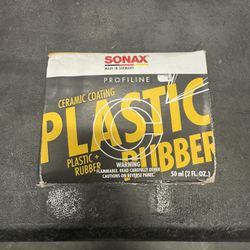 SONAX
MADE IN GERMANY
PROFILINE
CERAMIC COATING
PLASTIC
PLASTIC +
RUBBER
RUBBER
WARNING
FLAMMABLE. READ CAREFULLY OTHER
CAUTIONS ON REVERSE PANEL.
50 ml (2 FL. OZ.)